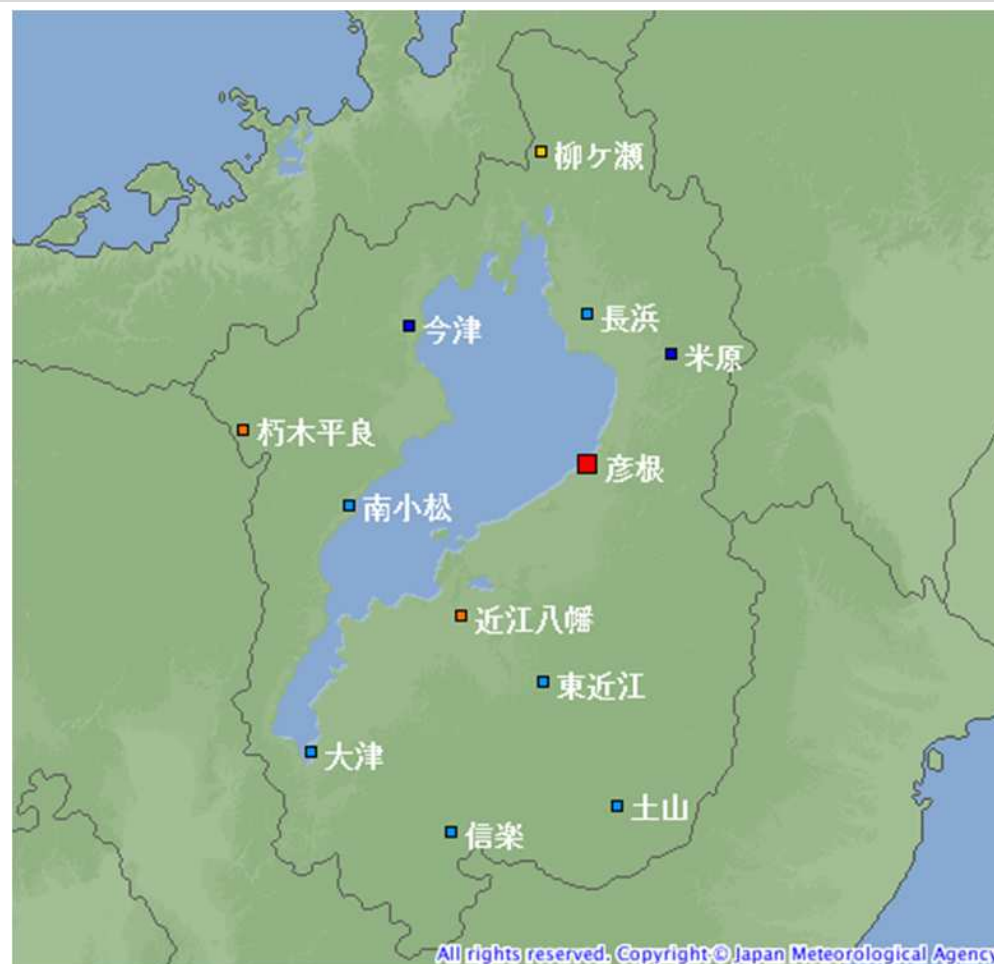 柳ケ瀬
長浜
今津
米原
朽木平良
彦根
南小松
近江八幡
東近江
大津
土山
信楽
All rights reserved. Copyright © Japan Meteorological Agency